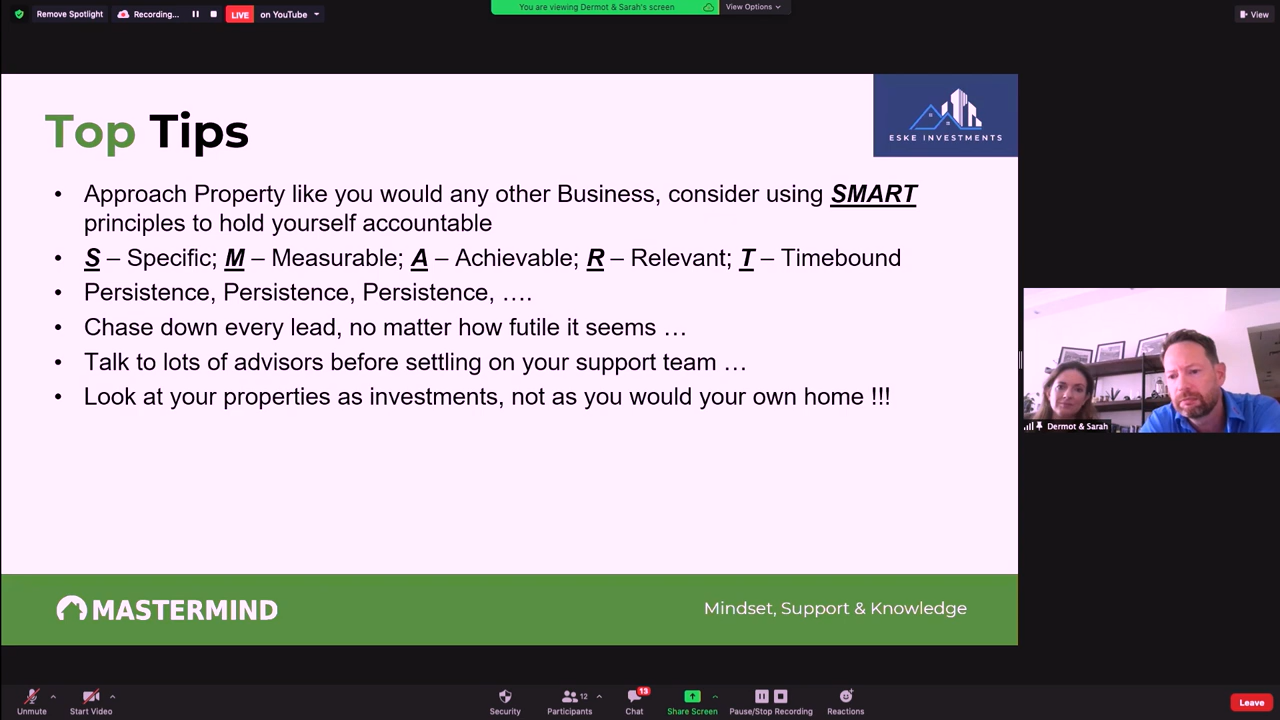 Remove Spotlight
Recording...
LIVE
on YouTube
You are viewing Dermot & Sarah's screen
View Options
View
Top Tips
ESKE INVESTMENTS
• Approach Property like you would any other Business, consider using SMART
principles to hold yourself accountable
• S – Specific; M – Measurable; A – Achievable; R – Relevant; T – Timebound
• Persistence, Persistence, Persistence, ….
• Chase down every lead, no matter how futile it seems …
• Talk to lots of advisors before settling on your support team …
• Look at your properties as investments, not as you would your own home !!!
Dermot & Sarah
MASTERMIND
Mindset, Support & Knowledge
Unmute
Start Video
Security
12
Participants
13
Chat
Share Screen
Pause/Stop Recording
Reactions
Leave